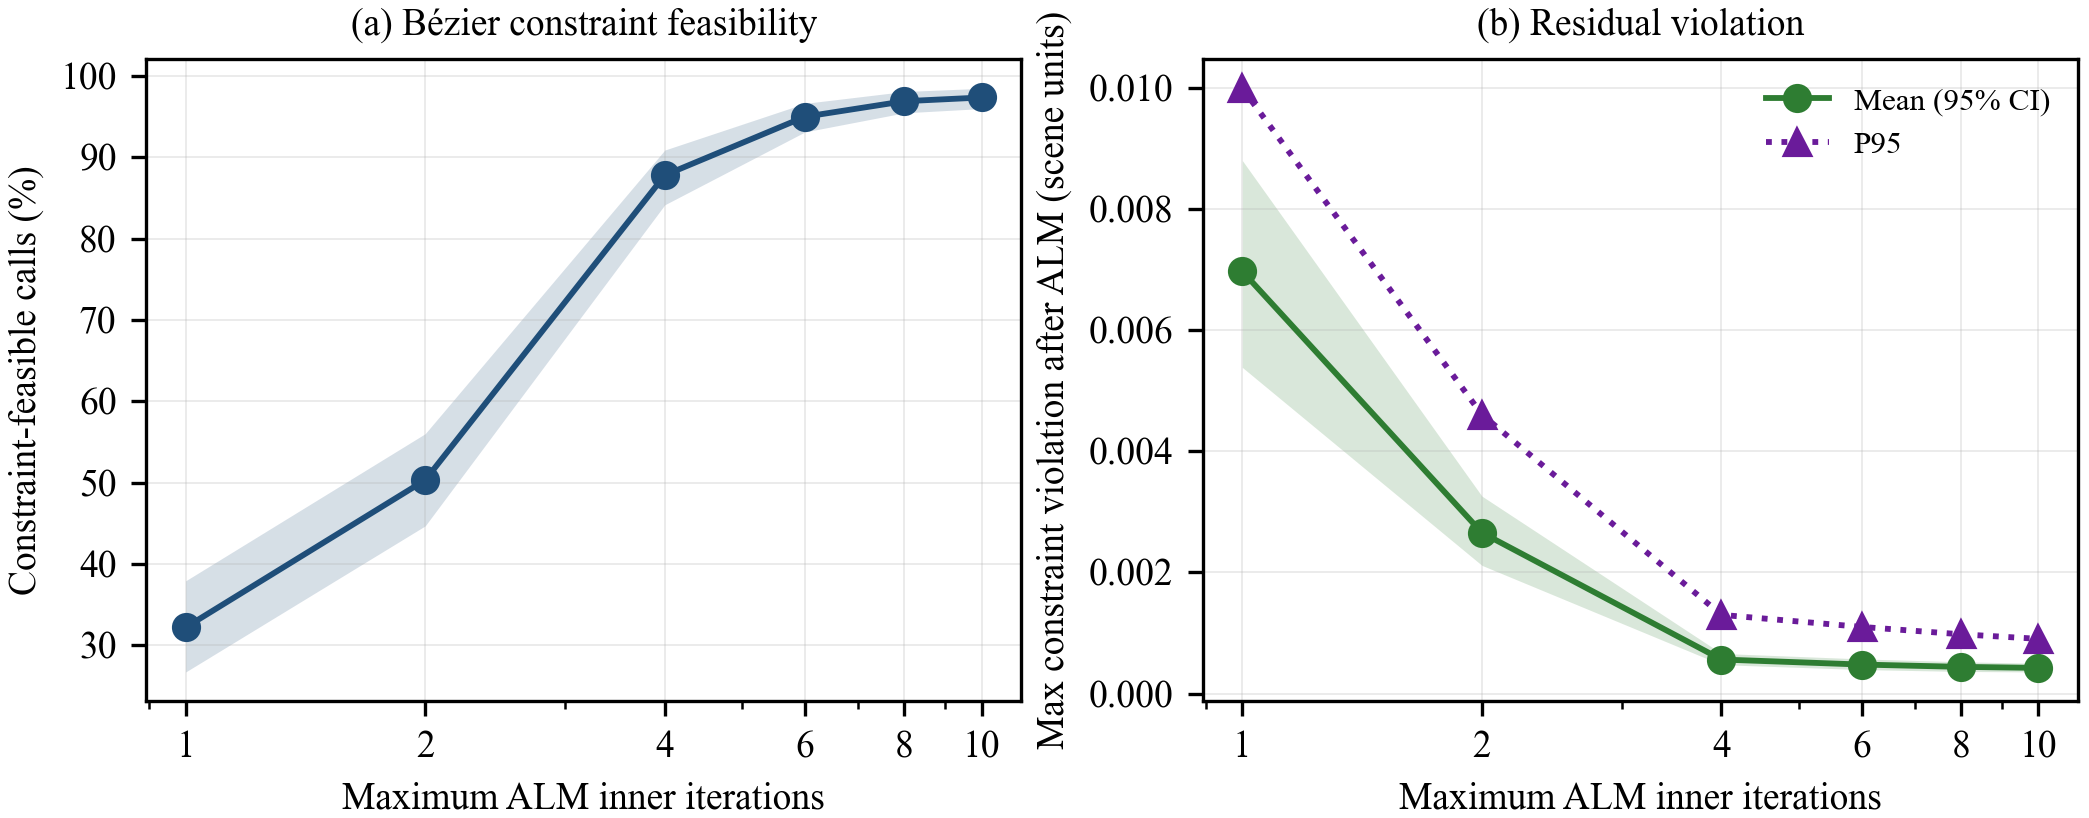 (a) Bézier constraint feasibility
Constraint-feasible calls (%)
100
90
80
70
60
50
40
30
1 2 4 6 8 10
Maximum ALM inner iterations
(b) Residual violation
Max constraint violation after ALM (scene units)
0.010
0.008
0.006
0.004
0.002
0.000
Mean (95% CI)
P95
1 2 4 6 8 10
Maximum ALM inner iterations